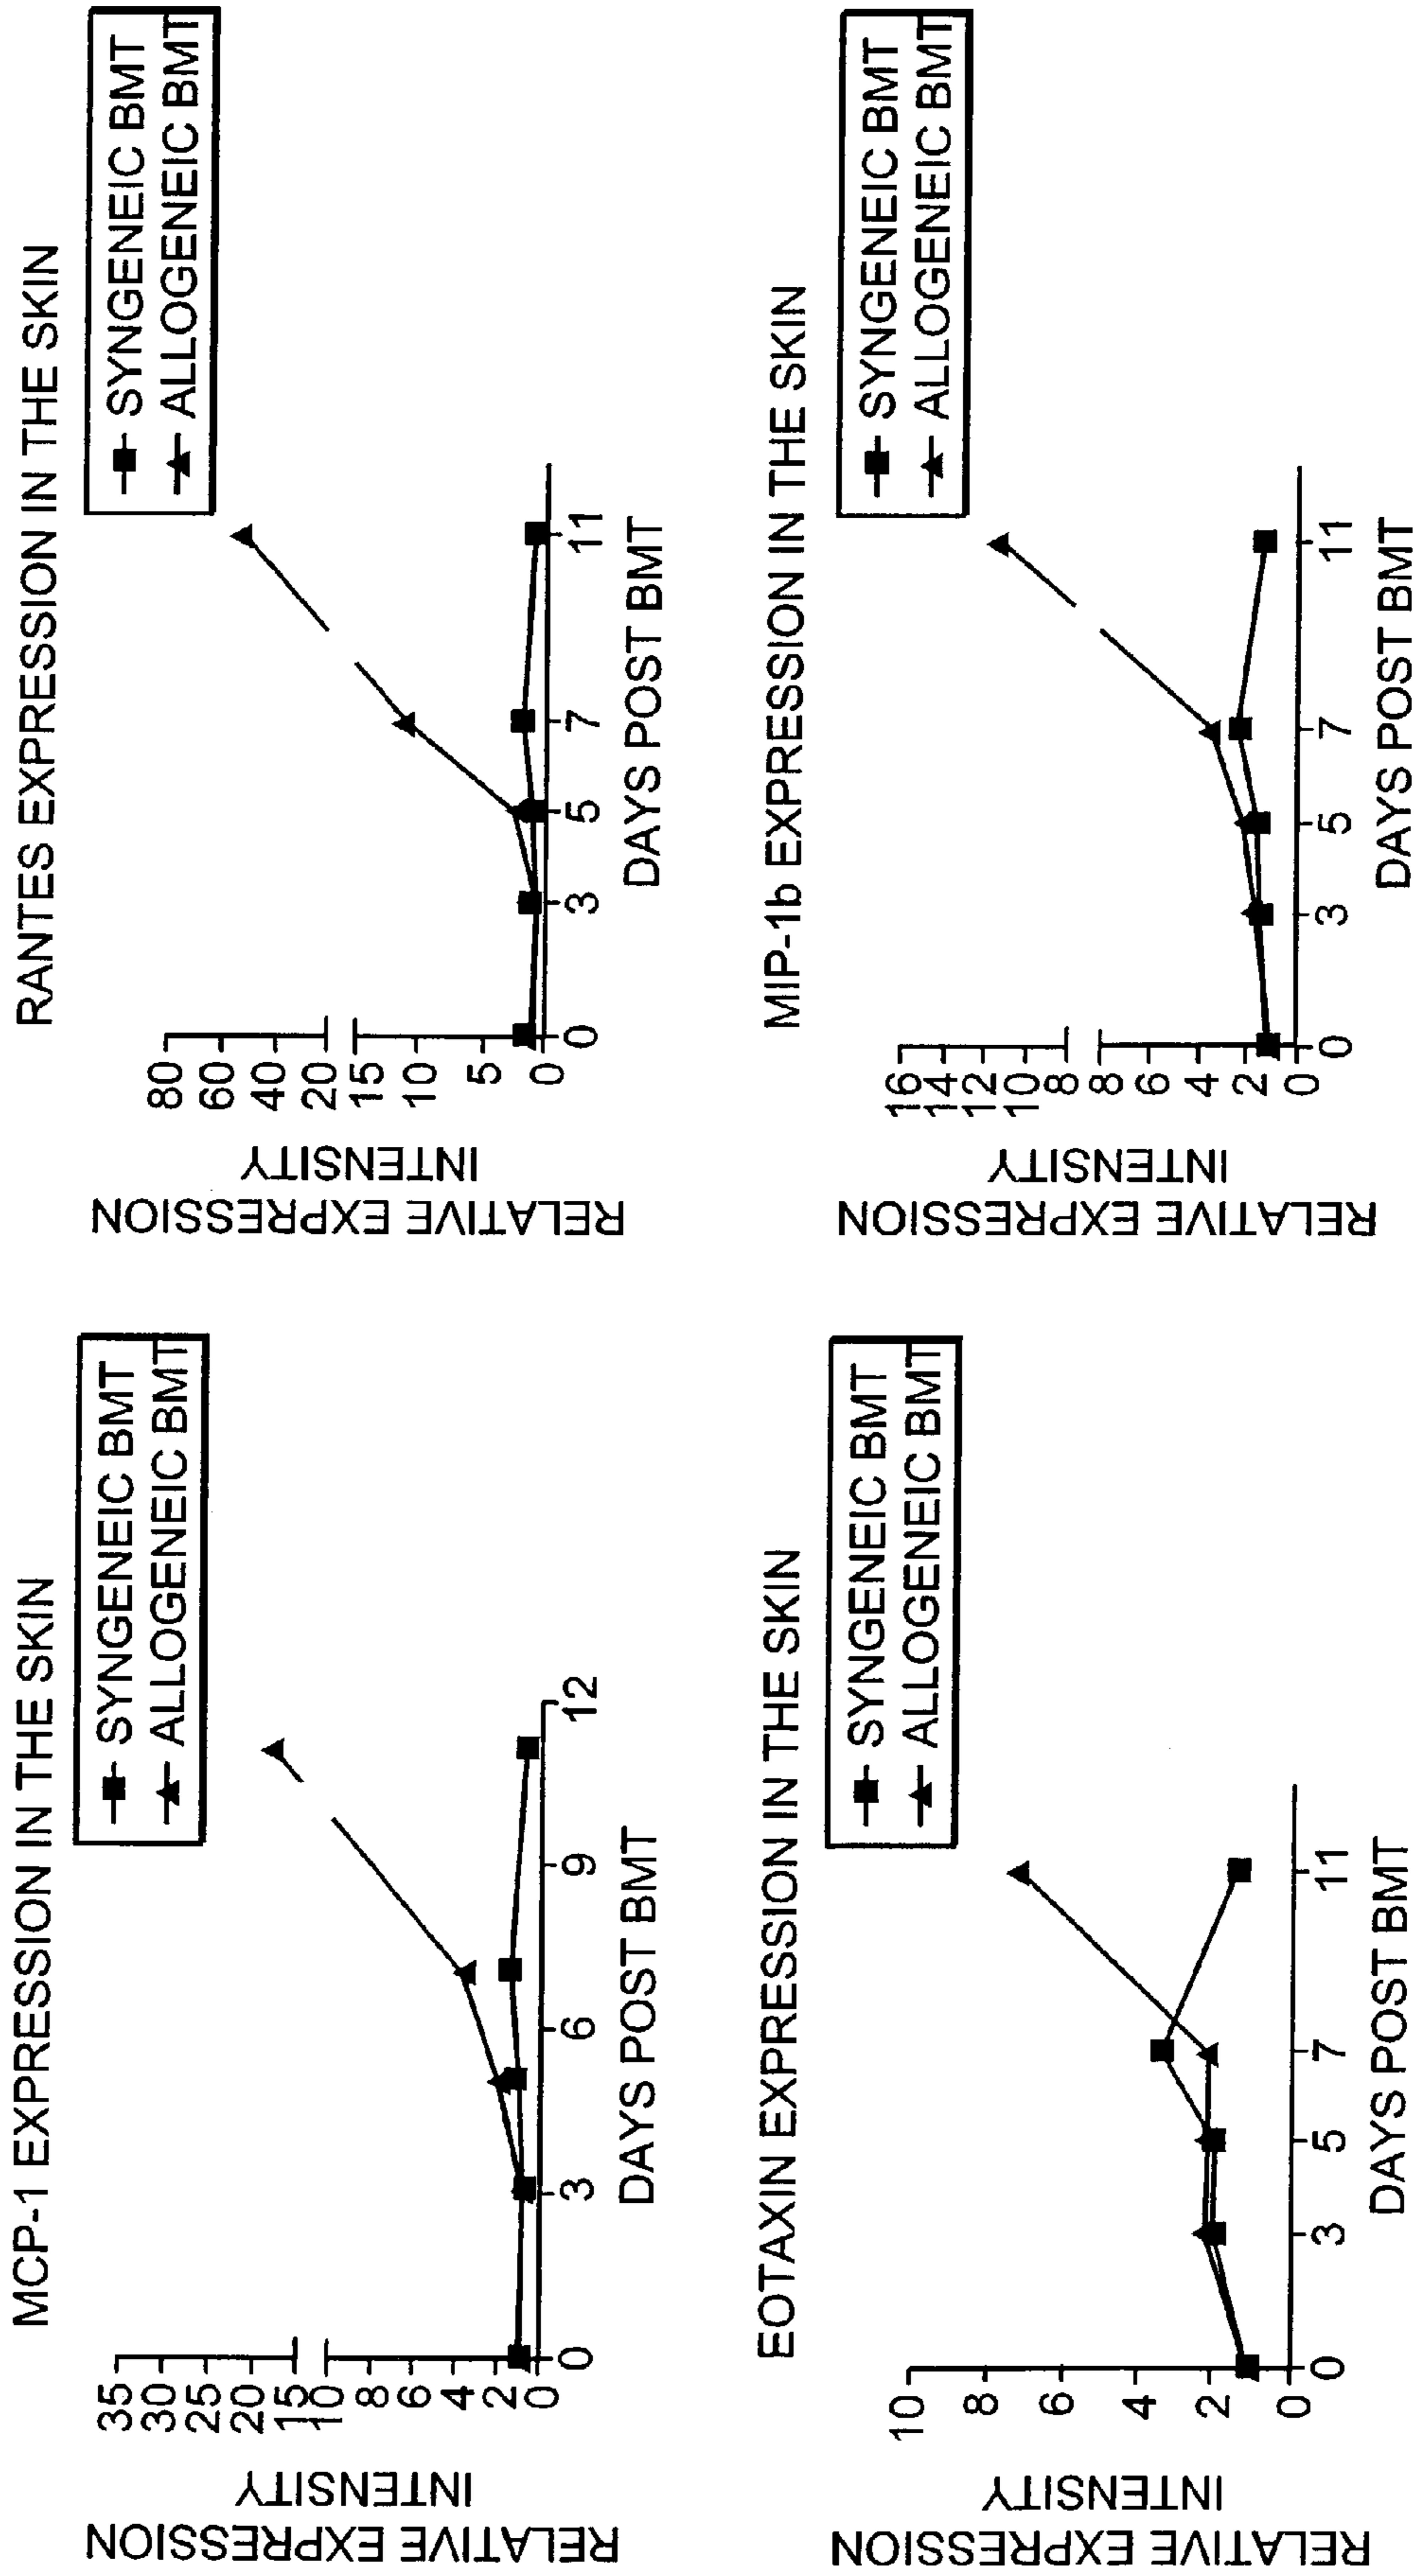 MCP-1 EXPRESSION IN THE SKIN
SYNGENEIC BMT
ALLOGENEIC BMT
RELATIVE EXPRESSION
INTENSITY
35
30
25
20
15
10
8
6
4
2
0
0 3 6 9 12
DAYS POST BMT
RANTES EXPRESSION IN THE SKIN
SYNGENEIC BMT
ALLOGENEIC BMT
RELATIVE EXPRESSION
INTENSITY
80
60
40
20
15
10
5
0
0 3 5 7 11
DAYS POST BMT
EOTAXIN EXPRESSION IN THE SKIN
SYNGENEIC BMT
ALLOGENEIC BMT
RELATIVE EXPRESSION
INTENSITY
10
8
6
4
2
0
0 3 5 7 11
DAYS POST BMT
MIP-1b EXPRESSION IN THE SKIN
SYNGENEIC BMT
ALLOGENEIC BMT
RELATIVE EXPRESSION
INTENSITY
16
14
12
10
8
8
6
4
2
0
0 3 5 7 11
DAYS POST BMT